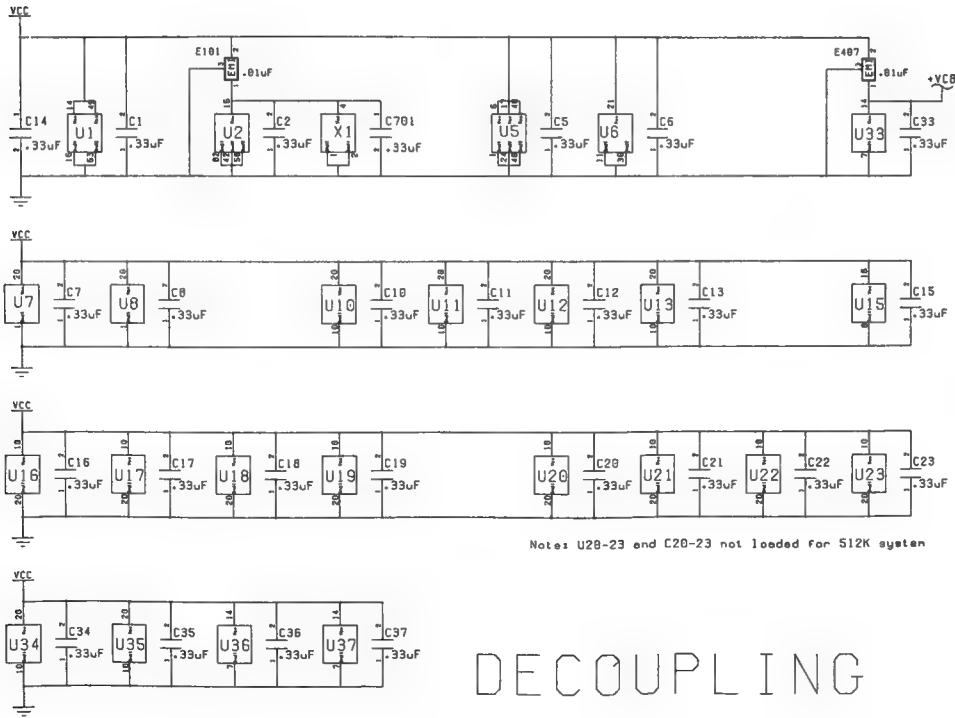 VCC
E101 EMI .01uF
E407 EMI .01uF
+VCB
C14 .33uF
U1
C1 .33uF
U2
C2 .33uF
X1
C701 .33uF
U5
C5 .33uF
U6
C6 .33uF
U33
C33 .33uF
VCC
U7
C7 .33uF
U8
C8 .33uF
U10
C10 .33uF
U11
C11 .33uF
U12
C12 .33uF
U13
C13 .33uF
U15
C15 .33uF
VCC
U16
C16 .33uF
U17
C17 .33uF
U18
C18 .33uF
U19
C19 .33uF
U20
C20 .33uF
U21
C21 .33uF
U22
C22 .33uF
U23
C23 .33uF
Note: U20-23 and C20-23 not loaded for 512K system
VCC
U34
C34 .33uF
U35
C35 .33uF
U36
C36 .33uF
U37
C37 .33uF
DECOUPLING